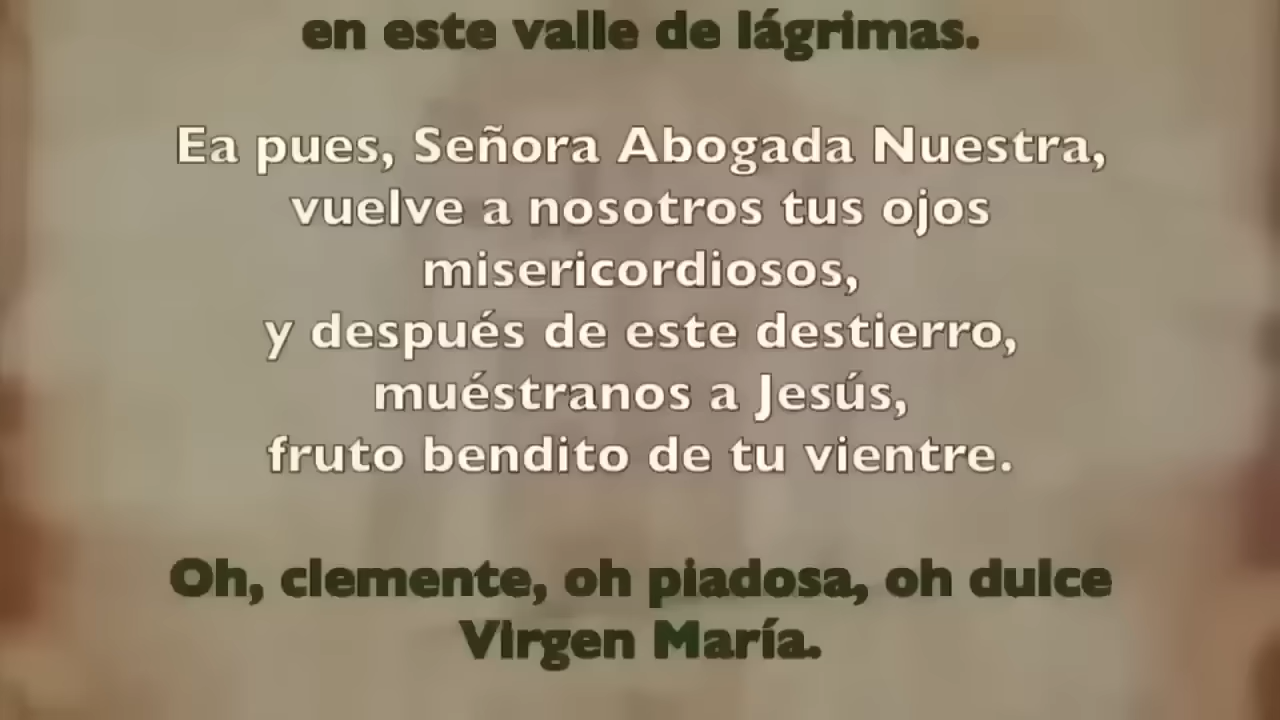 en este valle de lágrimas.
Ea pues, Señora Abogada Nuestra,
vuelve a nosotros tus ojos
misericordiosos,
y después de este destierro,
muéstranos a Jesús,
fruto bendito de tu vientre.
Oh, clemente, oh piadosa, oh dulce
Virgen María.